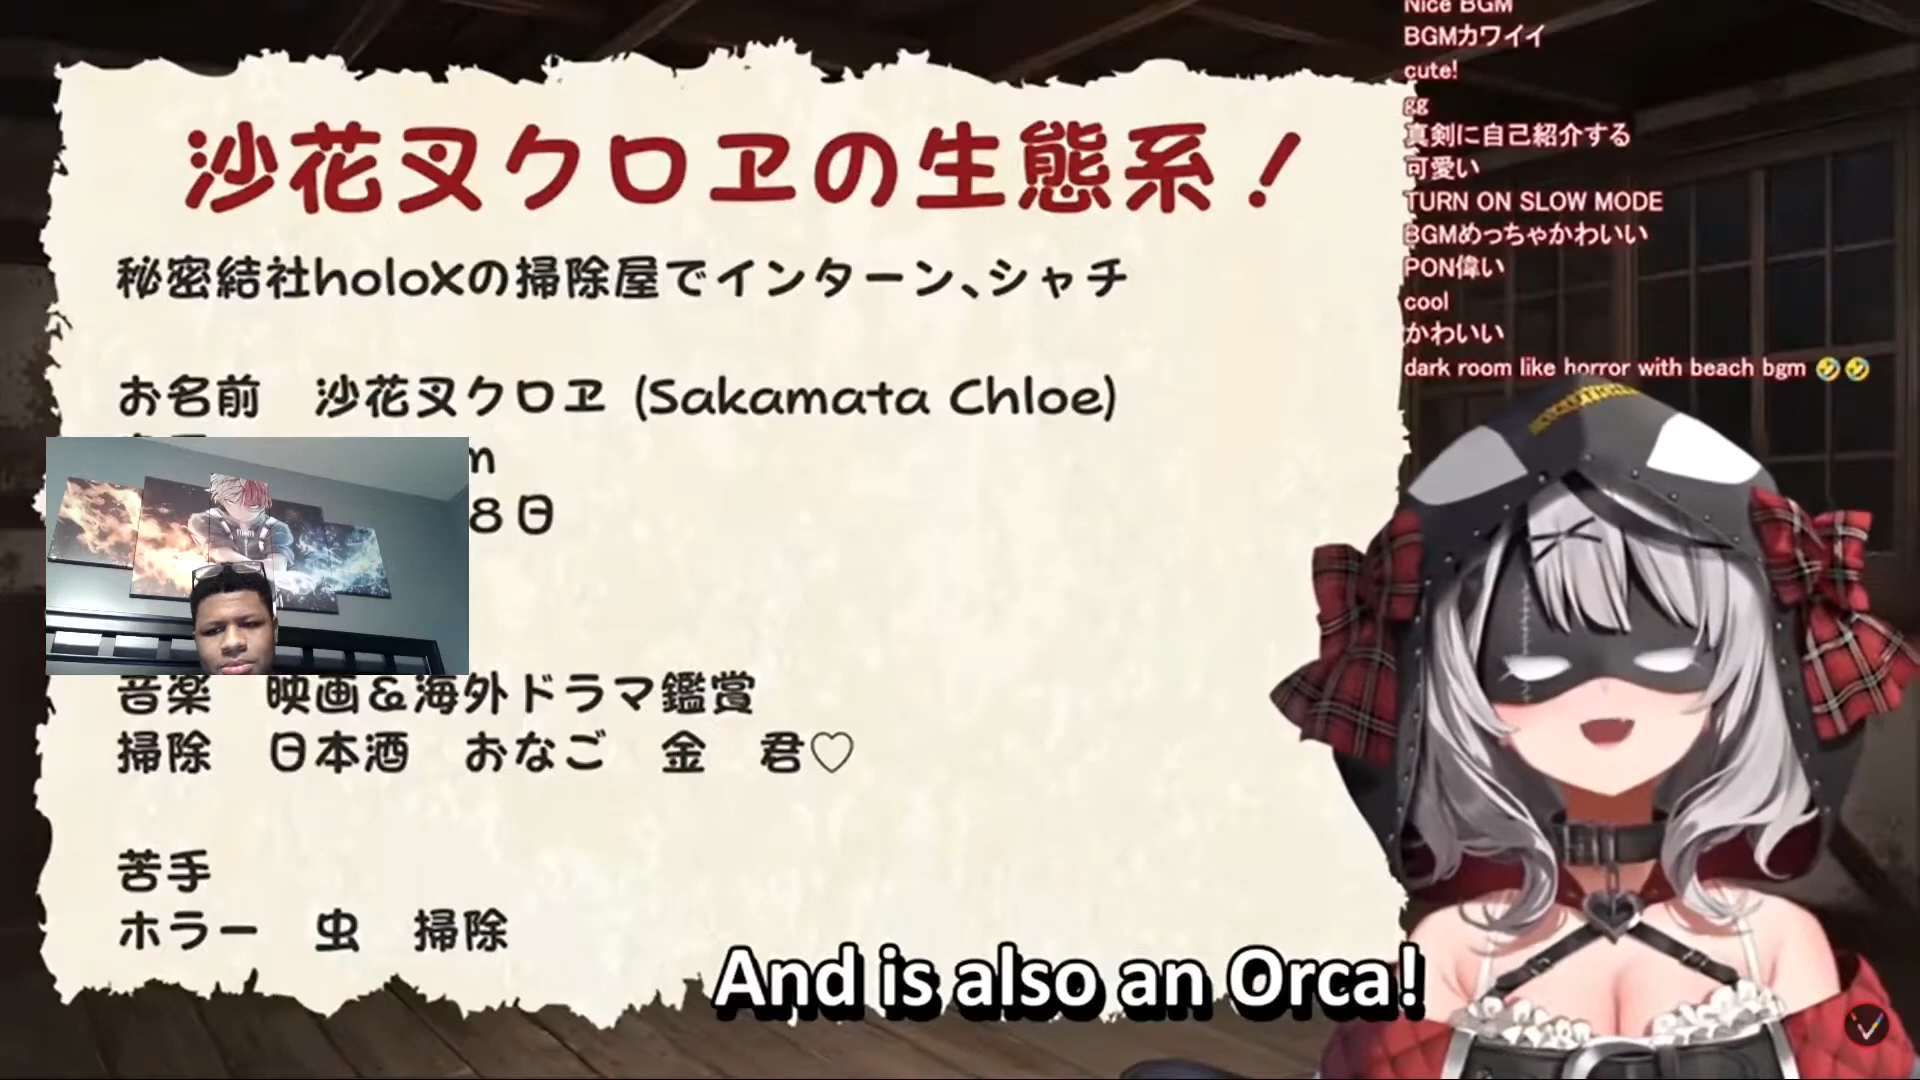 沙花叉クロヱの生態系！
秘密結社holoXの掃除屋でインターン、シャチ
お名前　沙花叉クロヱ (Sakamata Chloe)
m
8日
音楽　映画＆海外ドラマ鑑賞
掃除　日本酒　おなご　金　君♡
苦手
ホラー　虫　掃除
And is also an Orca!
Nice BGM
BGMカワイイ
cute!
gg
真剣に自己紹介する
可愛い
TURN ON SLOW MODE
BGMめっちゃかわいい
PON偉い
cool
かわいい
dark room like horror with beach bgm 🤣🤣